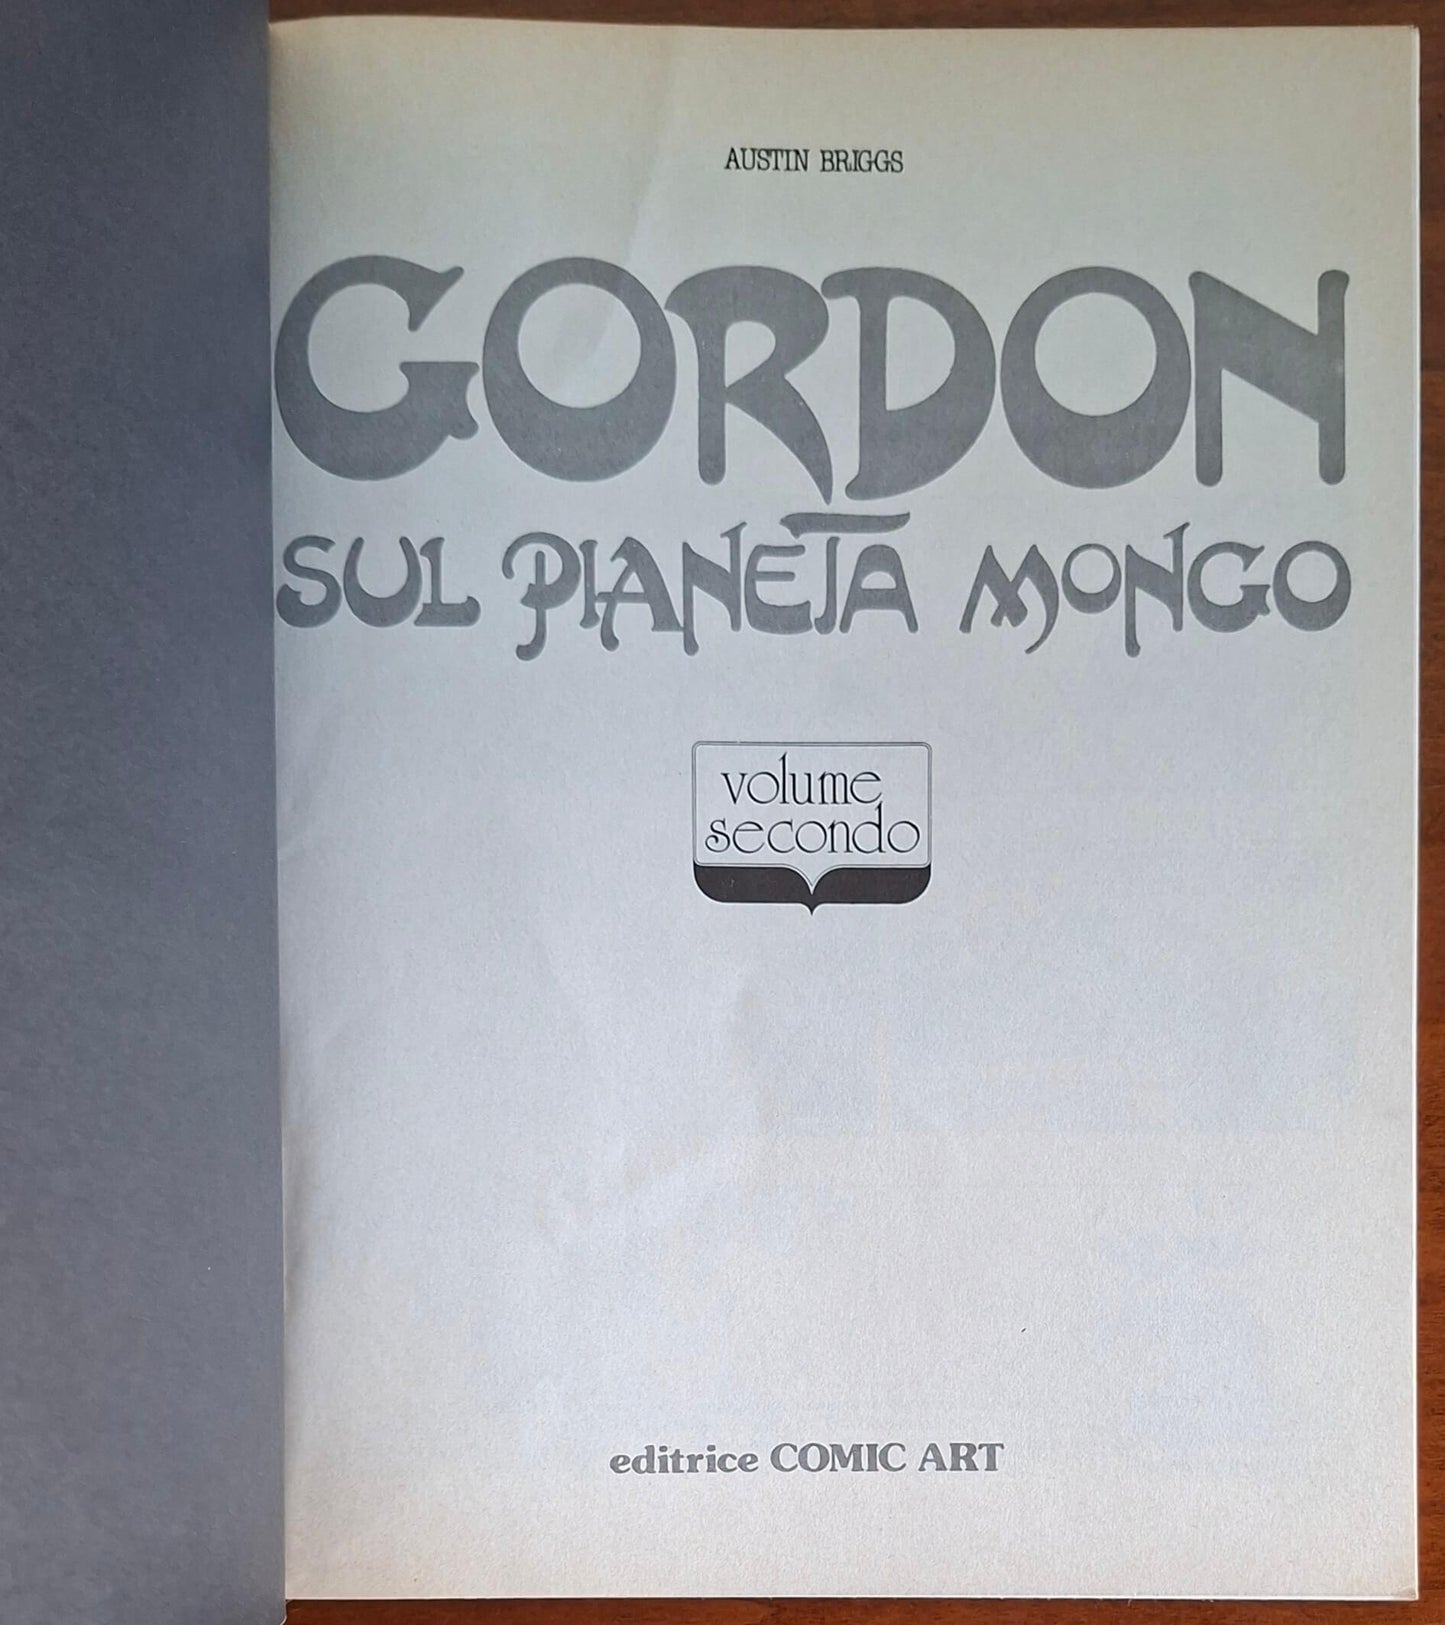 AUSTIN BRIGGS
GORDON
SUL PIANETA MONGO
volume
secondo
editrice COMIC ART